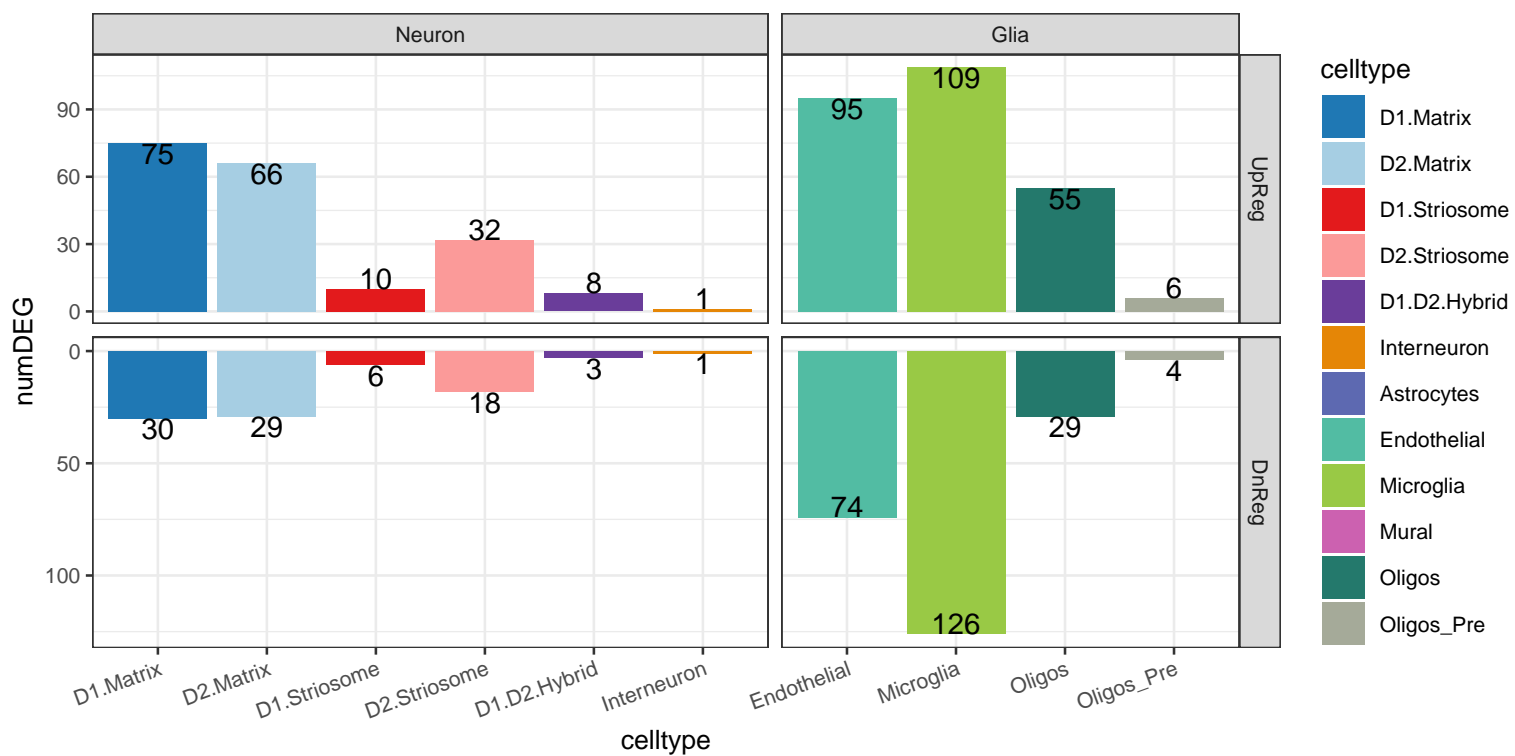 Neuron
Glia
numDEG
90
60
30
0
75
66
10
32
8
1
95
109
55
6
UpReg
0
50
100
30
29
6
18
3
1
74
126
29
4
DnReg
D1.Matrix
D2.Matrix
D1.Striosome
D2.Striosome
D1.D2.Hybrid
Interneuron
Endothelial
Microglia
Oligos
Oligos_Pre
celltype
celltype
D1.Matrix
D2.Matrix
D1.Striosome
D2.Striosome
D1.D2.Hybrid
Interneuron
Astrocytes
Endothelial
Microglia
Mural
Oligos
Oligos_Pre